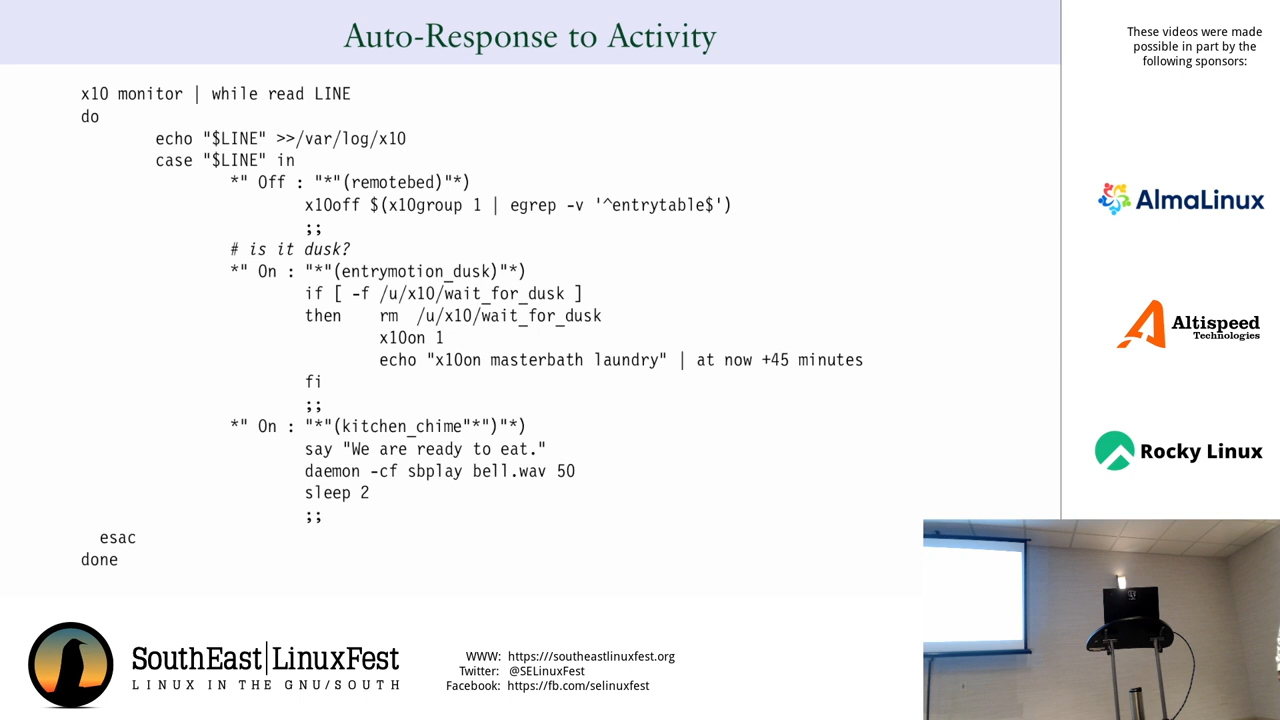 Auto-Response to Activity
x10 monitor | while read LINE
do
echo "$LINE" >>/var/log/x10
case "$LINE" in
*" Off : "*"(remotebed)"*)
x10off $(x10group 1 | egrep -v '^entrytable$')
;;
# is it dusk?
*" On : "*"(entrymotion_dusk)"*)
if [ -f /u/x10/wait_for_dusk ]
then    rm  /u/x10/wait_for_dusk
x10on 1
echo "x10on masterbath laundry" | at now +45 minutes
fi
;;
*" On : "*"(kitchen_chime"*")"*)
say "We are ready to eat."
daemon -cf sbplay bell.wav 50
sleep 2
;;
esac
done
These videos were made
possible in part by the
following sponsors:
AlmaLinux
Altispeed
Technologies
Rocky Linux
SouthEast|LinuxFest
LINUX IN THE GNU/SOUTH
WWW: https:///southeastlinuxfest.org
Twitter: @SELinuxFest
Facebook: https://fb.com/selinuxfest